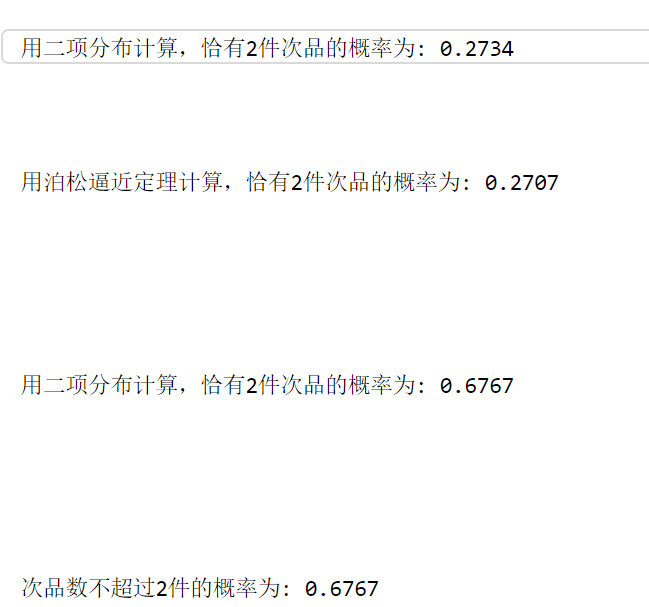 用二项分布计算，恰有2件次品的概率为: 0.2734
用泊松逼近定理计算，恰有2件次品的概率为: 0.2707
用二项分布计算，恰有2件次品的概率为: 0.6767
次品数不超过2件的概率为: 0.6767